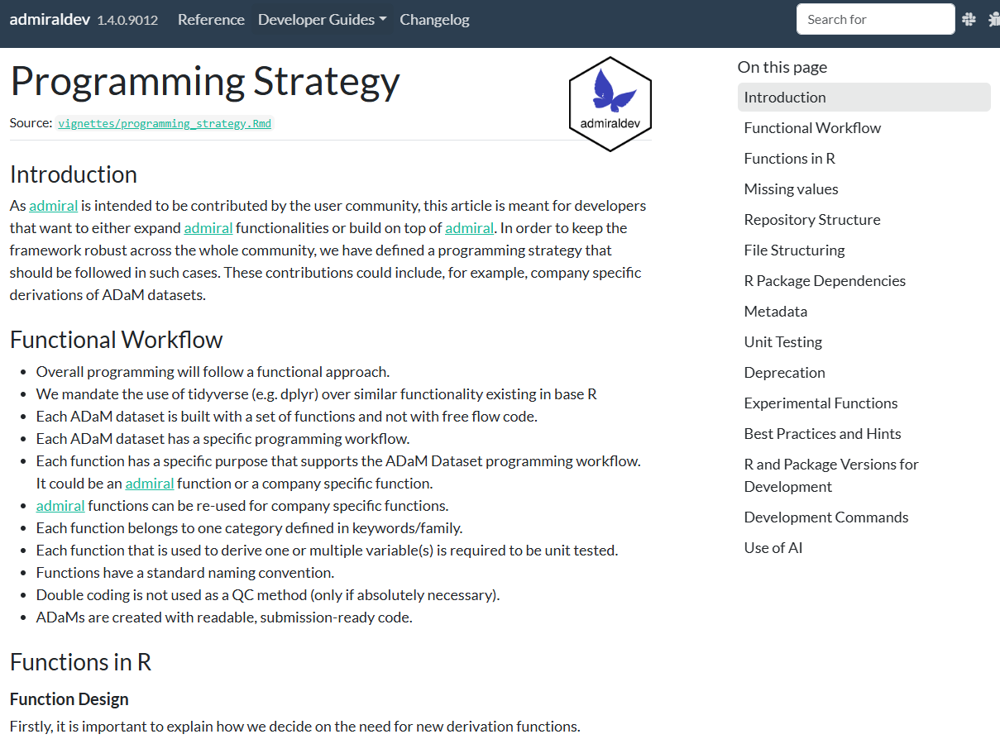 admiraldev 1.4.0.9012 Reference Developer Guides Changelog Search for
Programming Strategy
admiraldev
Source: vignettes/programming_strategy.Rmd
Introduction
As admiral is intended to be contributed by the user community, this article is meant for developers
that want to either expand admiral functionalities or build on top of admiral. In order to keep the
framework robust across the whole community, we have defined a programming strategy that
should be followed in such cases. These contributions could include, for example, company specific
derivations of ADaM datasets.
Functional Workflow
• Overall programming will follow a functional approach.
• We mandate the use of tidyverse (e.g. dplyr) over similar functionality existing in base R
• Each ADaM dataset is built with a set of functions and not with free flow code.
• Each ADaM dataset has a specific programming workflow.
• Each function has a specific purpose that supports the ADaM Dataset programming workflow.
It could be an admiral function or a company specific function.
• admiral functions can be re-used for company specific functions.
• Each function belongs to one category defined in keywords/family.
• Each function that is used to derive one or multiple variable(s) is required to be unit tested.
• Functions have a standard naming convention.
• Double coding is not used as a QC method (only if absolutely necessary).
• ADaMs are created with readable, submission-ready code.
Functions in R
Function Design
Firstly, it is important to explain how we decide on the need for new derivation functions.
On this page
Introduction
Functional Workflow
Functions in R
Missing values
Repository Structure
File Structuring
R Package Dependencies
Metadata
Unit Testing
Deprecation
Experimental Functions
Best Practices and Hints
R and Package Versions for
Development
Development Commands
Use of AI